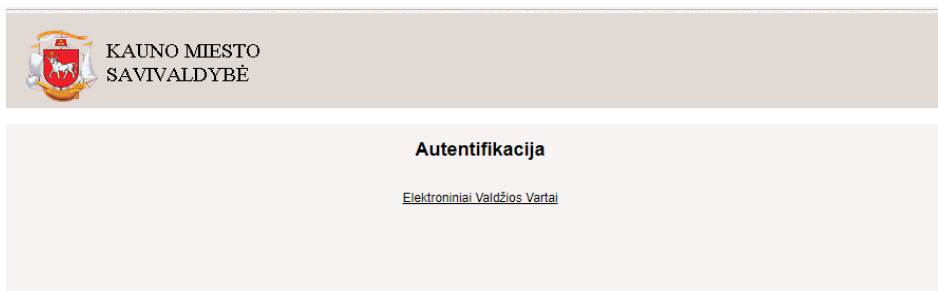 KAUNO MIESTO
SAVIVALDYBĖ
Autentifikacija
Elektroniniai Valdžios Vartai